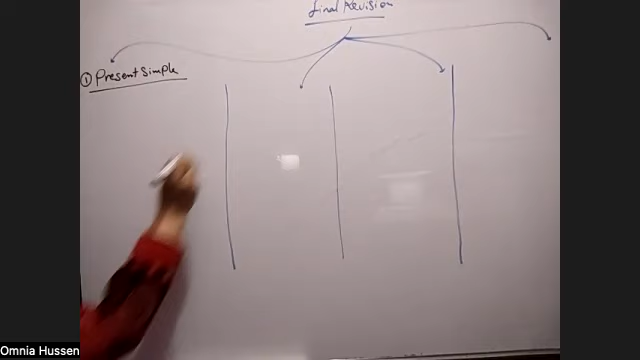 final Revision
① Present Simple
Omnia Hussen